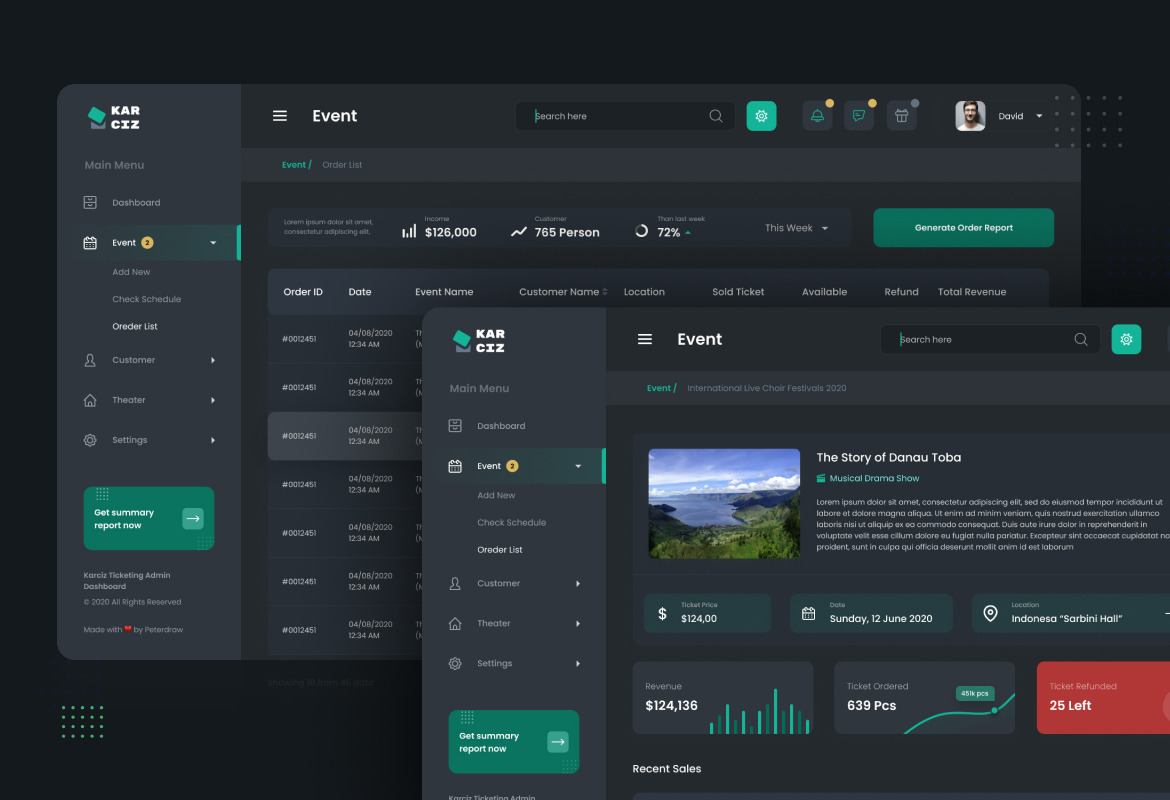 KAR
CIZ
Event
Search here
David
Main Menu
Event / Order List
Dashboard
Event 2
Add New
Check Schedule
Oreder List
Customer
Theater
Settings
Get summary
report now
Karciz Ticketing Admin
Dashboard
© 2020 All Rights Reserved
Made with ❤ by Peterdraw
Lorem ipsum dolor sit amet,
consectetur adipiscing elit.
Income
$126,000
Customer
765 Person
Than last week
72%
This Week
Generate Order Report
Order ID Date Event Name Customer Name Location Sold Ticket Available Refund Total Revenue
#0012451 04/08/2020
12:34 AM
#0012451 04/08/2020
12:34 AM
#0012451 04/08/2020
12:34 AM
#0012451 04/08/2020
12:34 AM
#0012451 04/08/2020
12:34 AM
#0012451 04/08/2020
12:34 AM
#0012451 04/08/2020
12:34 AM
KAR
CIZ
Event
Search here
Main Menu
Event / International Live Choir Festivals 2020
Dashboard
Event 2
Add New
Check Schedule
Oreder List
Customer
Theater
Settings
Get summary
report now
Karciz Ticketing Admin
The Story of Danau Toba
Musical Drama Show
Lorem ipsum dolor sit amet, consectetur adipiscing elit, sed do eiusmod tempor incididunt ut
labore et dolore magna aliqua. Ut enim ad minim veniam, quis nostrud exercitation ullamco
laboris nisi ut aliquip ex ea commodo consequat. Duis aute irure dolor in reprehenderit in
voluptate velit esse cillum dolore eu fugiat nulla pariatur. Excepteur sint occaecat cupidatat no
proident, sunt in culpa qui officia deserunt mollit anim id est laborum
Ticket Price
$124,00
Date
Sunday, 12 June 2020
Location
Indonesa “Sarbini Hall”
Revenue
$124,136
Ticket Ordered
639 Pcs
451k pcs
Ticket Refunded
25 Left
Recent Sales